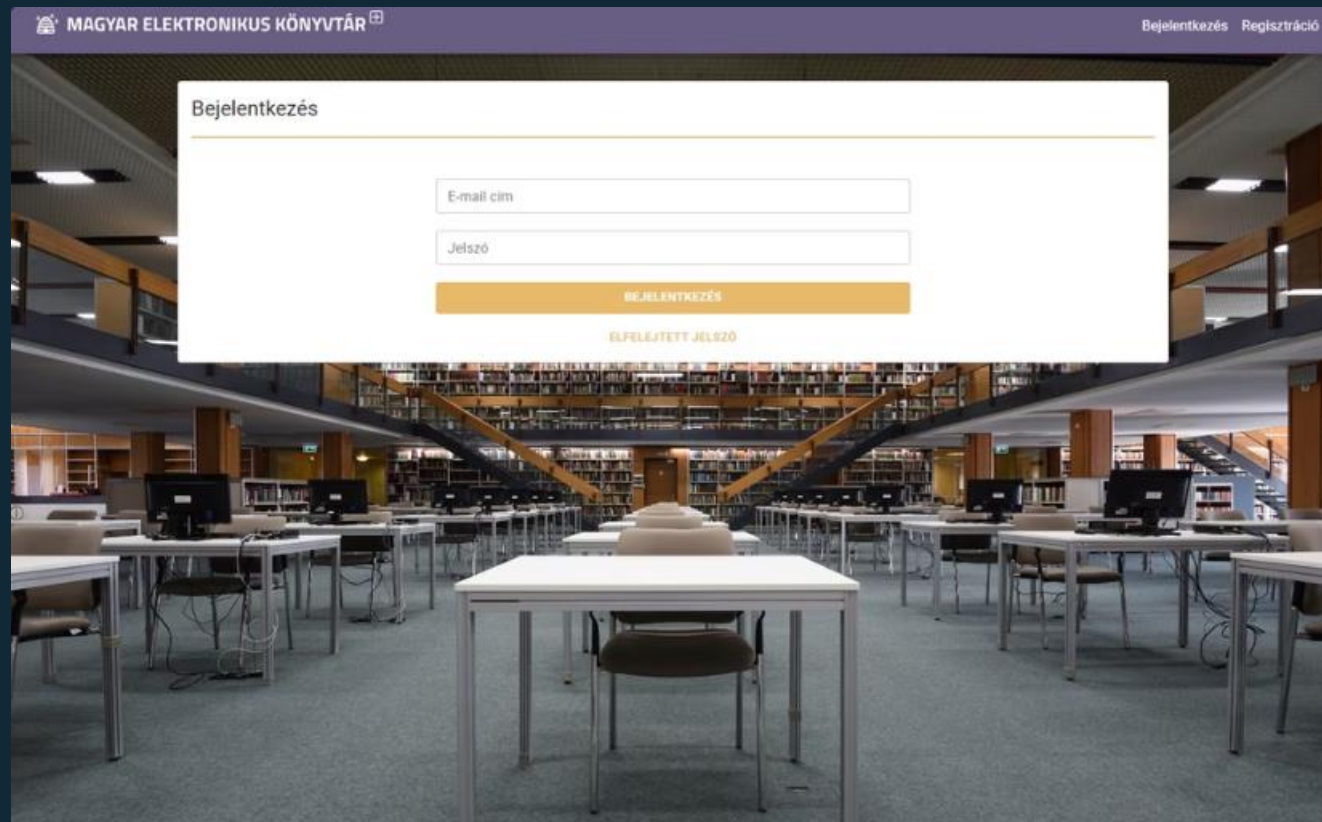 MAGYAR ELEKTRONIKUS KÖNYVTÁR
Bejelentkezés Regisztráció
Bejelentkezés
E-mail cím
Jelszó
BEJELENTKEZÉS
ELFELEJTETT JELSZÓ